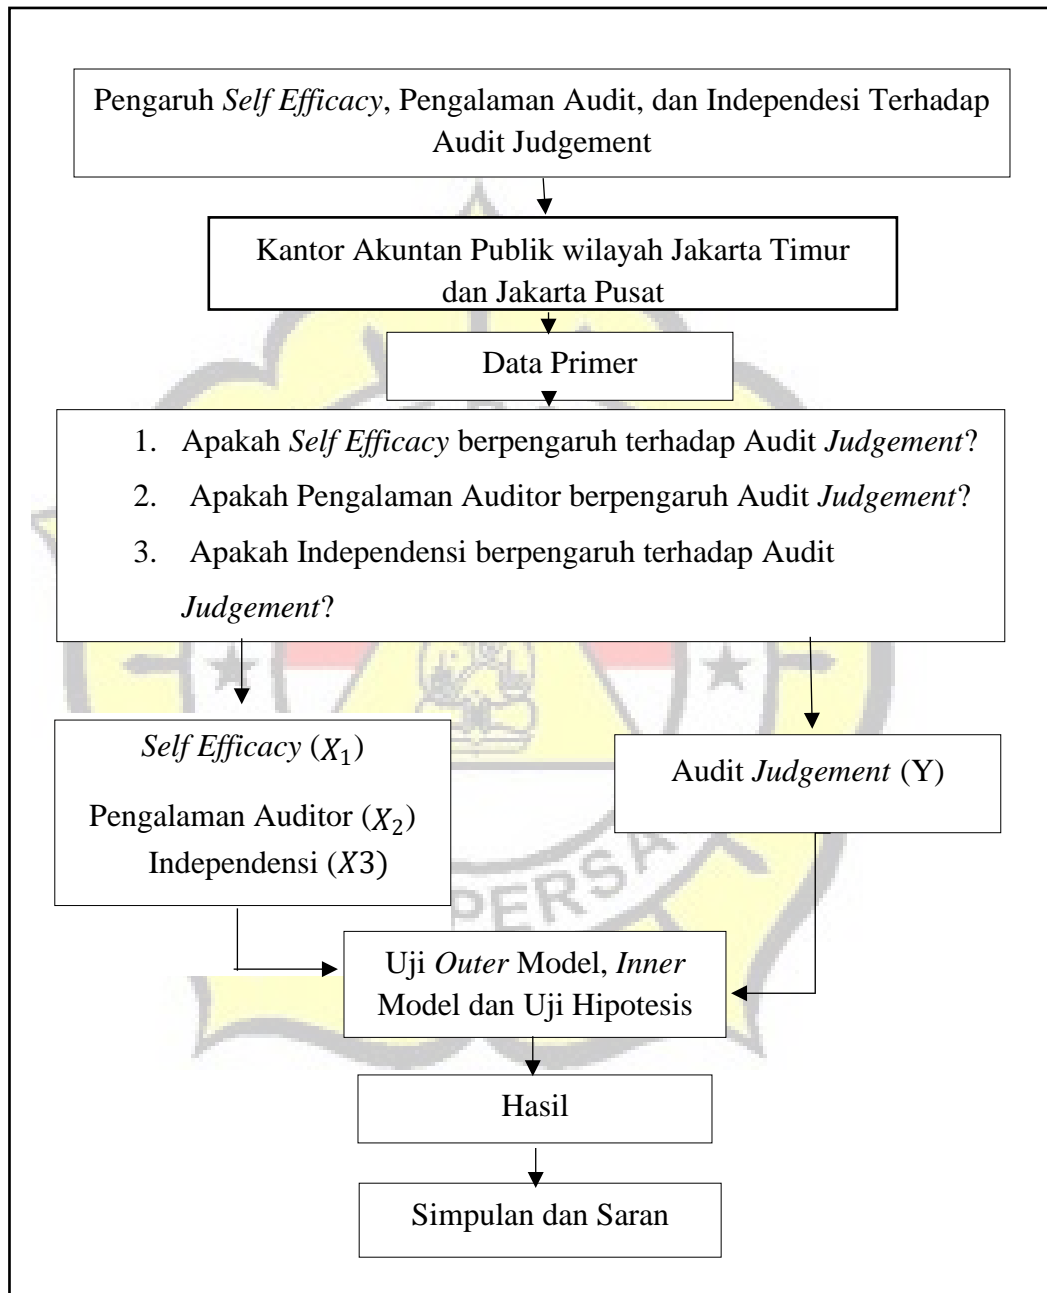 Pengaruh Self Efficacy, Pengalaman Audit, dan Independesi Terhadap
Audit Judgement
Kantor Akuntan Publik wilayah Jakarta Timur
dan Jakarta Pusat
Data Primer
1. Apakah Self Efficacy berpengaruh terhadap Audit Judgement?
2. Apakah Pengalaman Auditor berpengaruh Audit Judgement?
3. Apakah Independensi berpengaruh terhadap Audit
Judgement?
Self Efficacy (X₁)
Pengalaman Auditor (X₂)
Independensi (X3)
Audit Judgement (Y)
Uji Outer Model, Inner
Model dan Uji Hipotesis
Hasil
Simpulan dan Saran